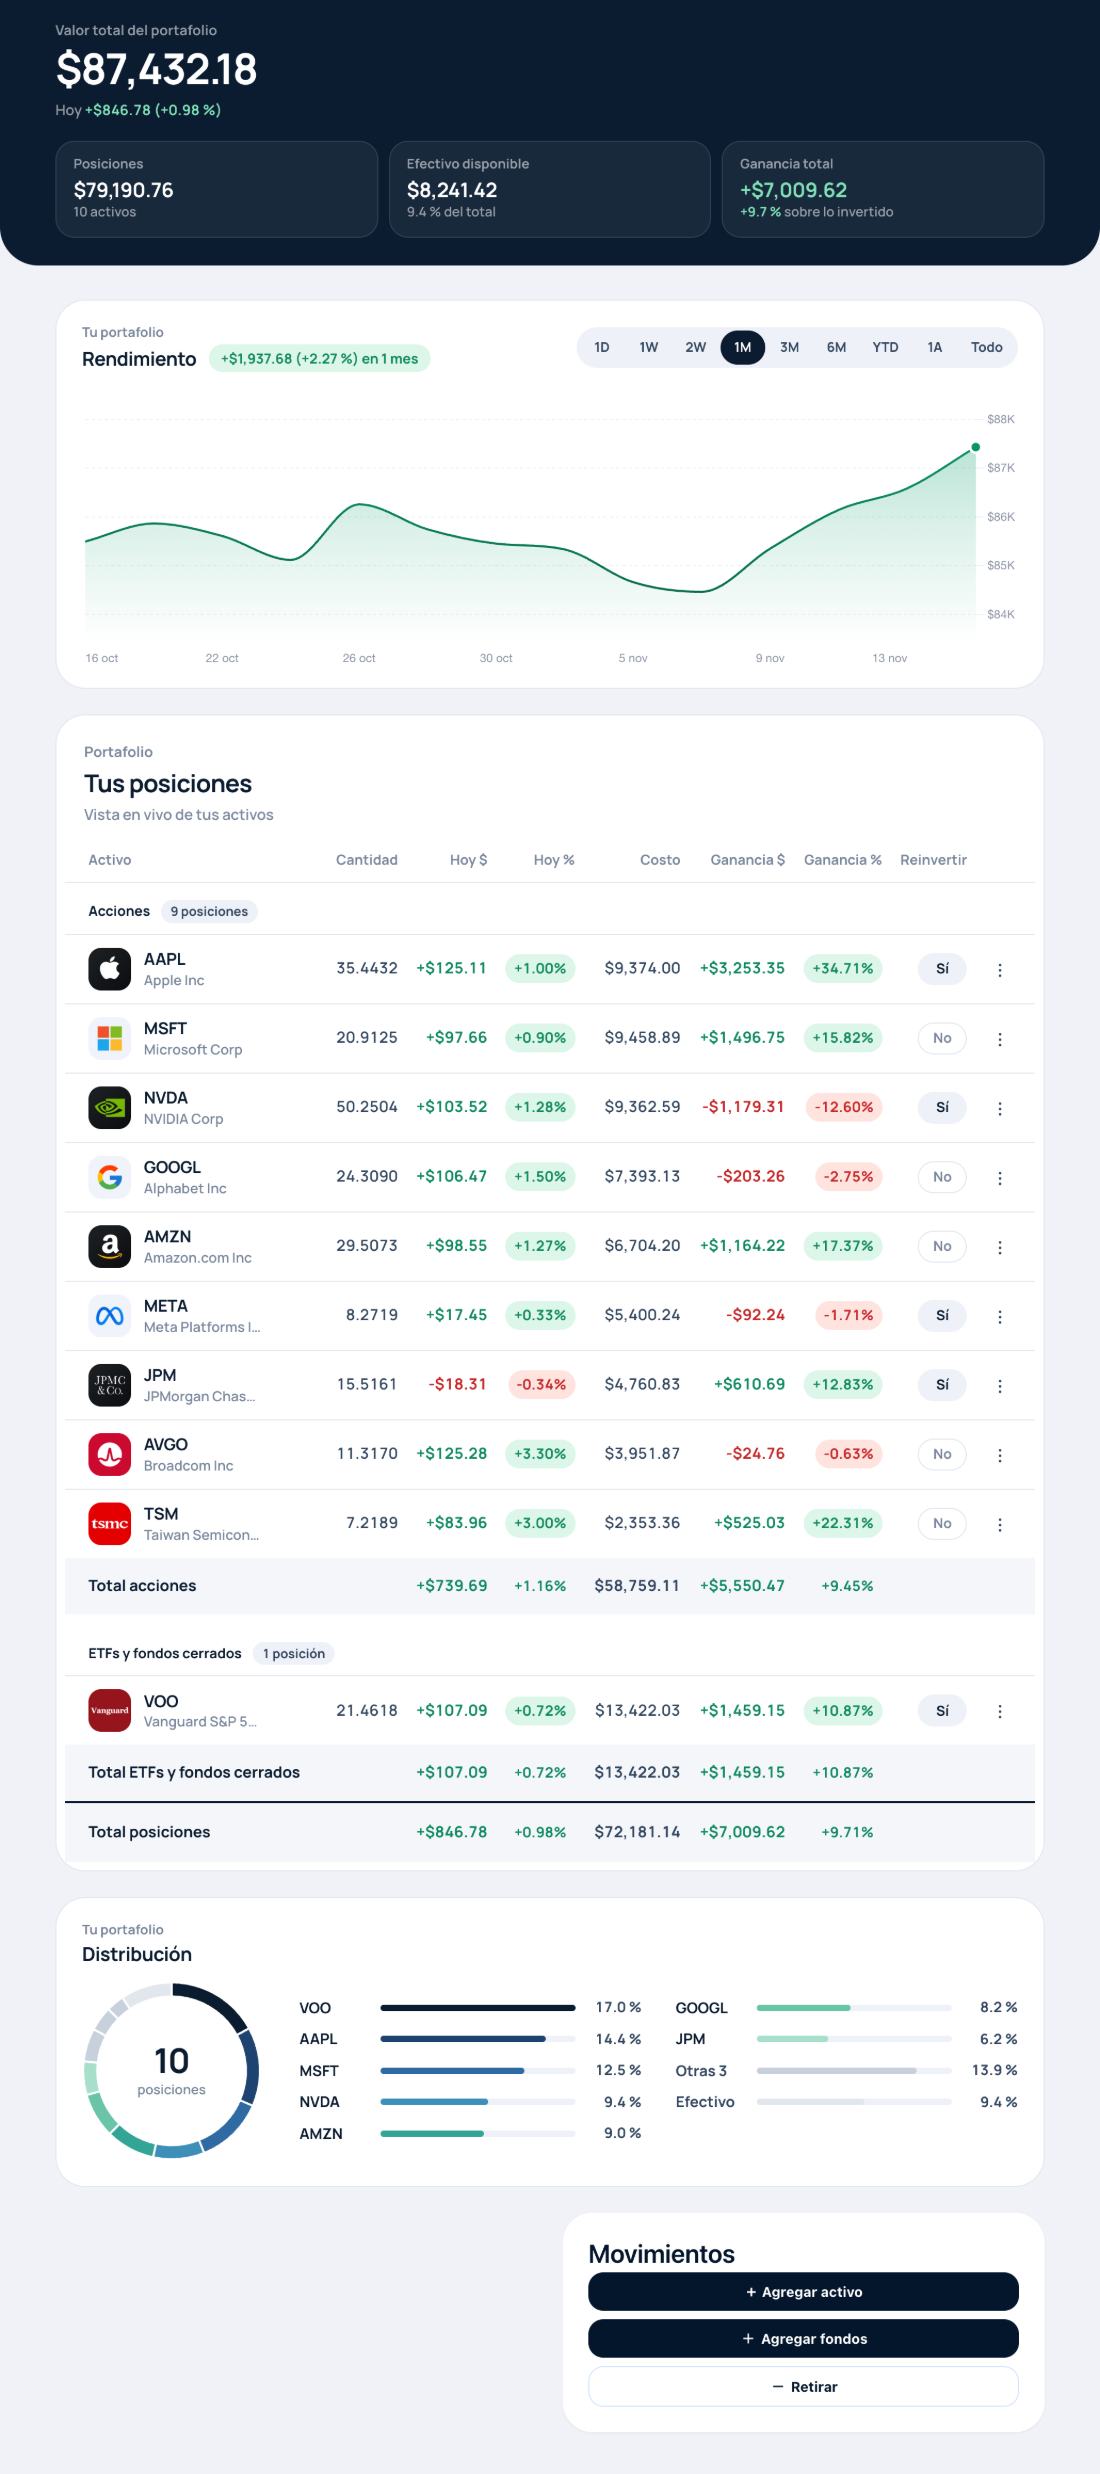 Valor total del portafolio
$87,432.18
Hoy +$846.78 (+0.98 %)
Posiciones
$79,190.76
10 activos
Efectivo disponible
$8,241.42
9.4 % del total
Ganancia total
+$7,009.62
+9.7 % sobre lo invertido
Tu portafolio
Rendimiento +$1,937.68 (+2.27 %) en 1 mes
1D 1W 2W 1M 3M 6M YTD 1A Todo
$88K
$87K
$86K
$85K
$84K
16 oct 22 oct 26 oct 30 oct 5 nov 9 nov 13 nov
Portafolio
Tus posiciones
Vista en vivo de tus activos
Activo Cantidad Hoy $ Hoy % Costo Ganancia $ Ganancia % Reinvertir
Acciones 9 posiciones
AAPL
Apple Inc
35.4432 +$125.11 +1.00% $9,374.00 +$3,253.35 +34.71% Sí
MSFT
Microsoft Corp
20.9125 +$97.66 +0.90% $9,458.89 +$1,496.75 +15.82% No
NVDA
NVIDIA Corp
50.2504 +$103.52 +1.28% $9,362.59 -$1,179.31 -12.60% Sí
GOOGL
Alphabet Inc
24.3090 +$106.47 +1.50% $7,393.13 -$203.26 -2.75% No
AMZN
Amazon.com Inc
29.5073 +$98.55 +1.27% $6,704.20 +$1,164.22 +17.37% No
META
Meta Platforms I...
8.2719 +$17.45 +0.33% $5,400.24 -$92.24 -1.71% Sí
JPMC
& Co.
JPM
JPMorgan Chas...
15.5161 -$18.31 -0.34% $4,760.83 +$610.69 +12.83% Sí
AVGO
Broadcom Inc
11.3170 +$125.28 +3.30% $3,951.87 -$24.76 -0.63% No
tsmc
TSM
Taiwan Semicon...
7.2189 +$83.96 +3.00% $2,353.36 +$525.03 +22.31% No
Total acciones +$739.69 +1.16% $58,759.11 +$5,550.47 +9.45%
ETFs y fondos cerrados 1 posición
Vanguard
VOO
Vanguard S&P 5...
21.4618 +$107.09 +0.72% $13,422.03 +$1,459.15 +10.87% Sí
Total ETFs y fondos cerrados +$107.09 +0.72% $13,422.03 +$1,459.15 +10.87%
Total posiciones +$846.78 +0.98% $72,181.14 +$7,009.62 +9.71%
Tu portafolio
Distribución
10
posiciones
VOO 17.0 %
AAPL 14.4 %
MSFT 12.5 %
NVDA 9.4 %
AMZN 9.0 %
GOOGL 8.2 %
JPM 6.2 %
Otras 3 13.9 %
Efectivo 9.4 %
Movimientos
+ Agregar activo
+ Agregar fondos
− Retirar